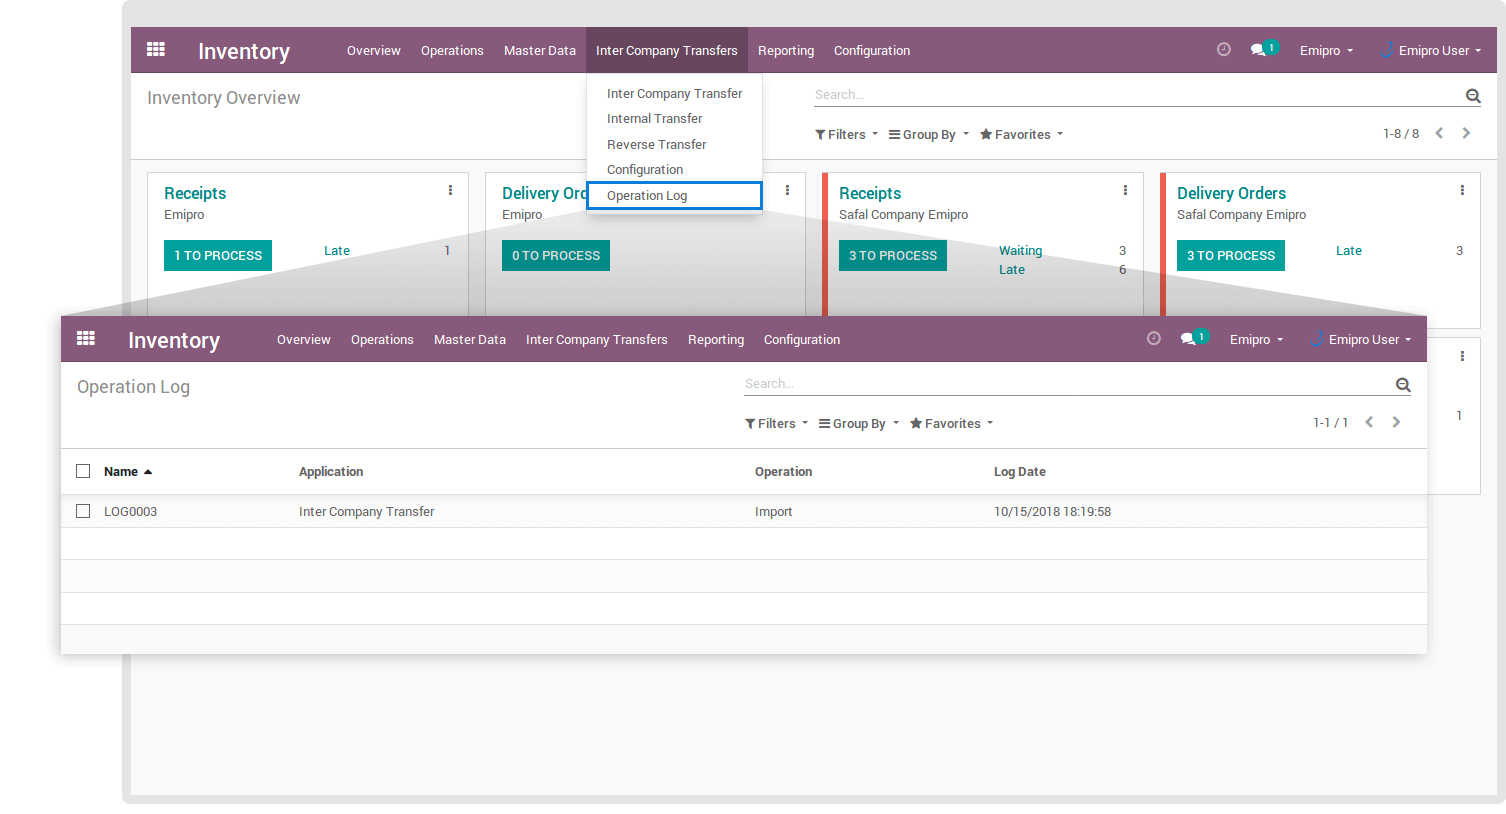 Inventory Overview Operations Master Data Inter Company Transfers Reporting Configuration 1 Emipro Emipro User
Inventory Overview
Search...
Filters Group By Favorites 1-8 / 8
Inter Company Transfer
Internal Transfer
Reverse Transfer
Configuration
Operation Log
Receipts
Emipro
1 TO PROCESS Late 1
Delivery Ord
Emipro
0 TO PROCESS
Receipts
Safal Company Emipro
3 TO PROCESS Waiting 3
Late 6
Delivery Orders
Safal Company Emipro
3 TO PROCESS Late 3
1
Inventory Overview Operations Master Data Inter Company Transfers Reporting Configuration 1 Emipro Emipro User
Operation Log
Search...
Filters Group By Favorites 1-1 / 1
Name Application Operation Log Date
LOG0003 Inter Company Transfer Import 10/15/2018 18:19:58